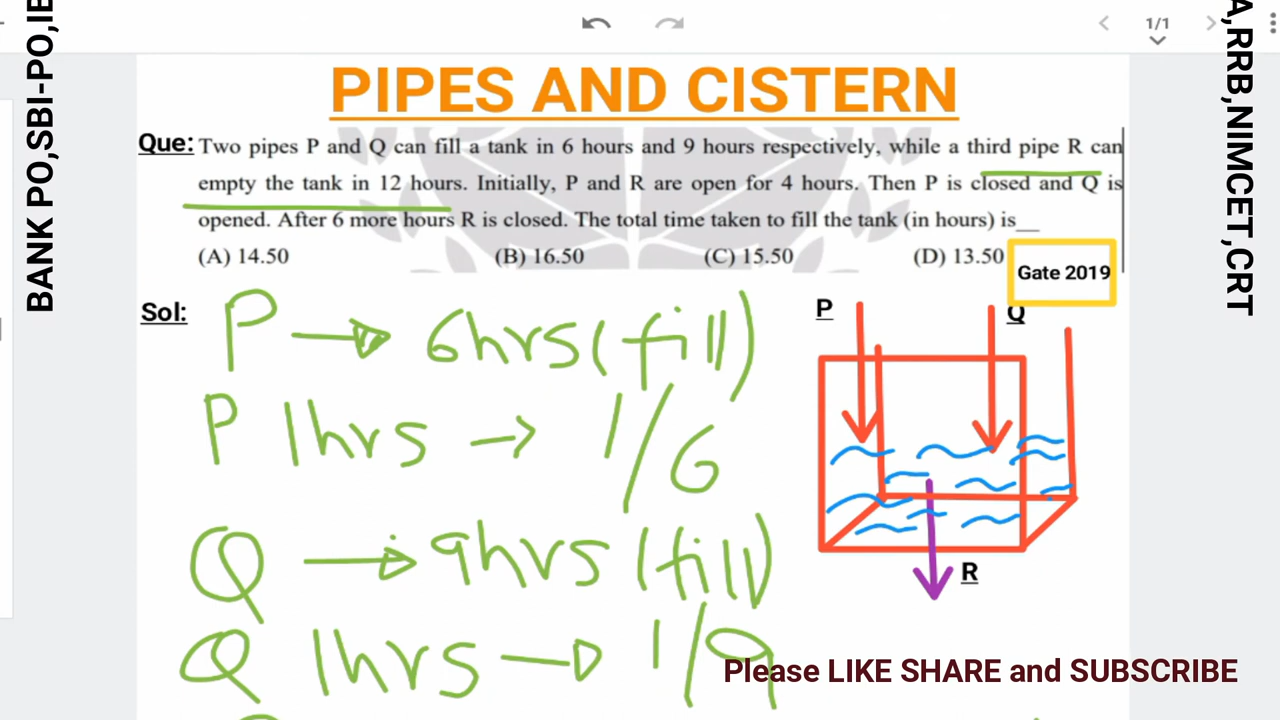 1/1
BANK PO,SBI-PO,IB
A,RRB,NIMCET,CRT
PIPES AND CISTERN
Que: Two pipes P and Q can fill a tank in 6 hours and 9 hours respectively, while a third pipe R can
empty the tank in 12 hours. Initially, P and R are open for 4 hours. Then P is closed and Q is
opened. After 6 more hours R is closed. The total time taken to fill the tank (in hours) is__
(A) 14.50 (B) 16.50 (C) 15.50 (D) 13.50
Gate 2019
Sol:
P → 6hrs(fill)
P 1hrs → 1/6
Q → 9hrs (fill)
Q 1hrs → 1/9
P
Q
R
Please LIKE SHARE and SUBSCRIBE